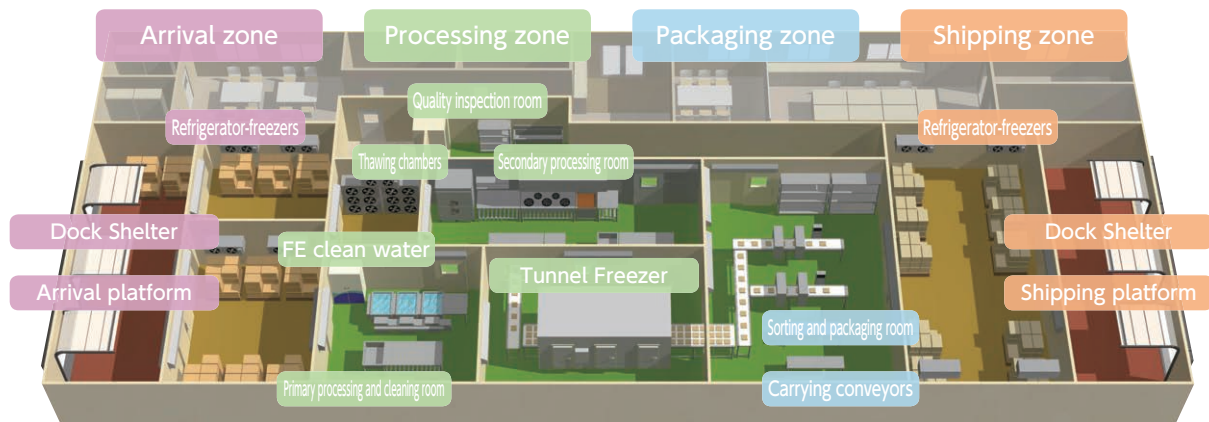 Arrival zone
Processing zone
Packaging zone
Shipping zone
Quality inspection room
Refrigerator-freezers
Refrigerator-freezers
Thawing chambers
Secondary processing room
Dock Shelter
FE clean water
Dock Shelter
Tunnel Freezer
Arrival platform
Shipping platform
Sorting and packaging room
Primary processing and cleaning room
Carrying conveyors